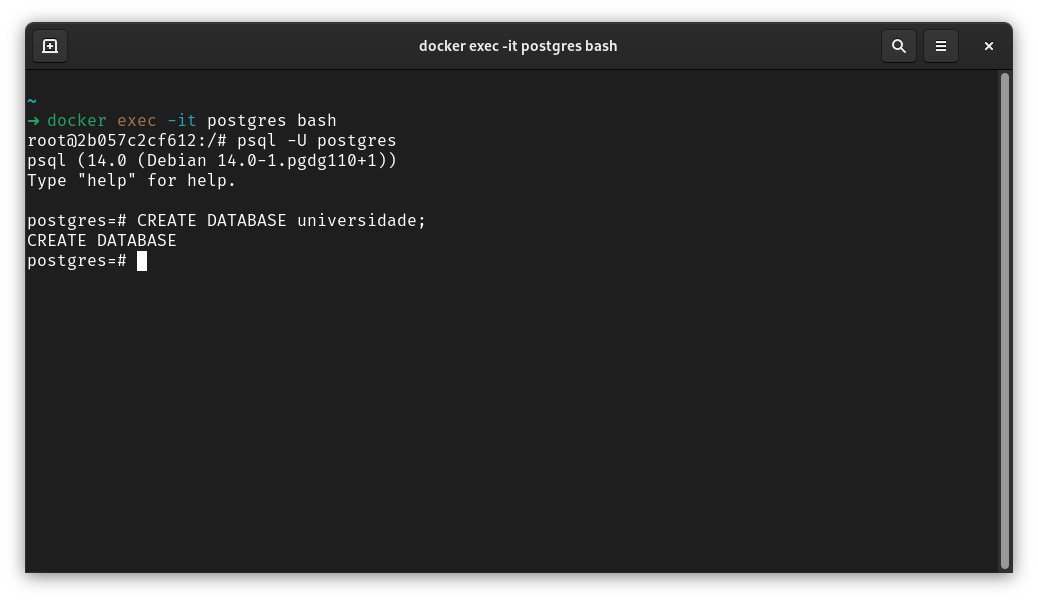 docker exec -it postgres bash
~
→ docker exec -it postgres bash
root@2b057c2cf612:/# psql -U postgres
psql (14.0 (Debian 14.0-1.pgdg110+1))
Type "help" for help.
postgres=# CREATE DATABASE universidade;
CREATE DATABASE
postgres=#